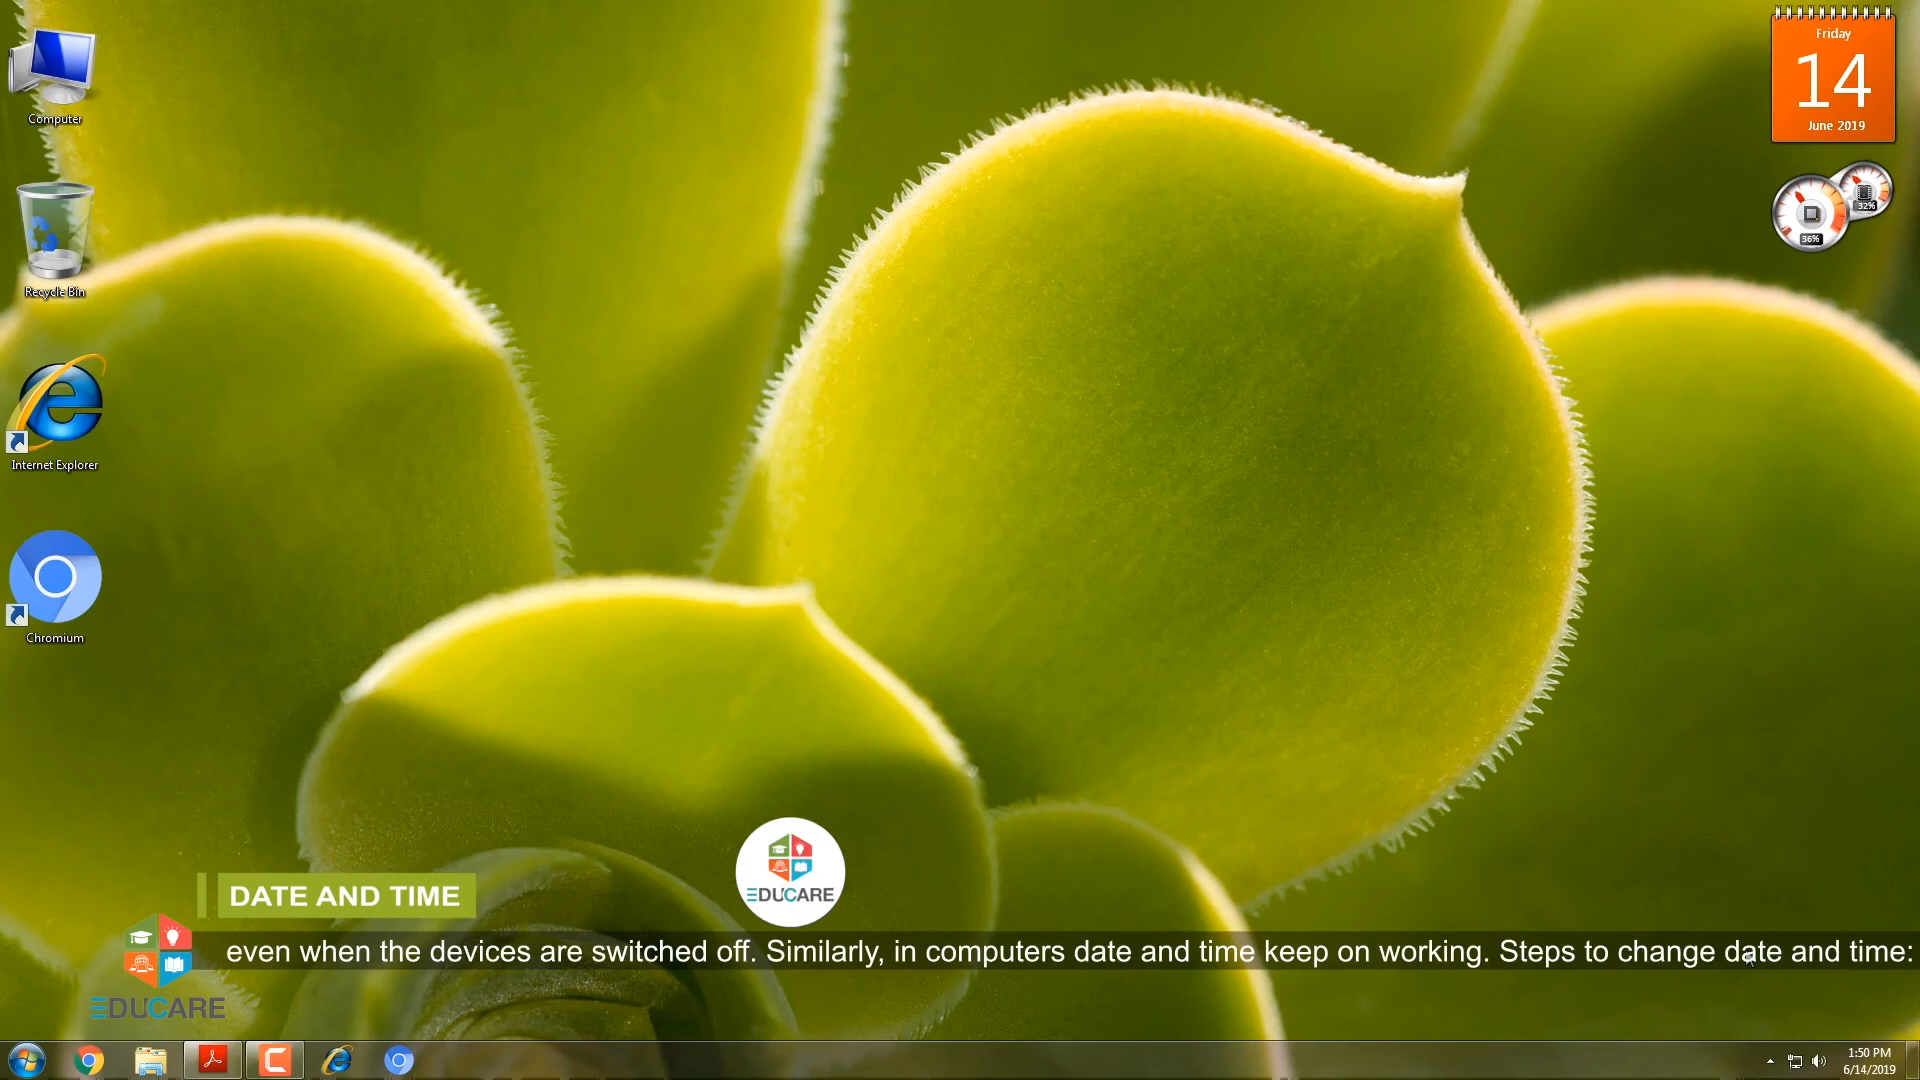 Computer
Recycle Bin
Internet Explorer
Chromium
Friday
14
June 2019
32%
36%
EDUCARE
DATE AND TIME
even when the devices are switched off. Similarly, in computers date and time keep on working. Steps to change date and time:
EDUCARE
1:50 PM
6/14/2019